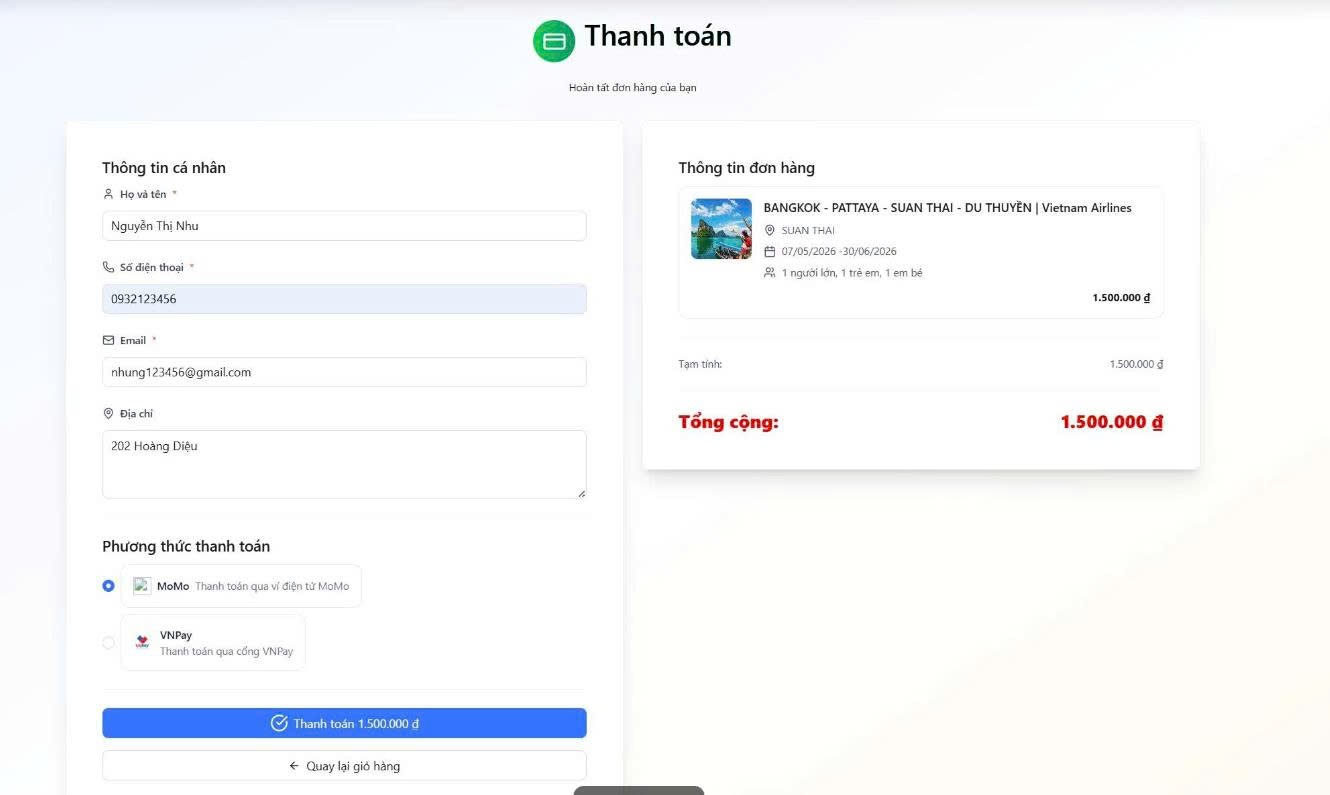 Thanh toán
Hoàn tất đơn hàng của bạn
Thông tin cá nhân
Họ và tên *
Nguyễn Thị Nhu
Số điện thoại *
0932123456
Email *
nhung123456@gmail.com
Địa chỉ
202 Hoàng Diệu
Phương thức thanh toán
MoMo Thanh toán qua ví điện tử MoMo
VNPay
Thanh toán qua cổng VNPay
Thanh toán 1.500.000 ₫
Quay lại giỏ hàng
Thông tin đơn hàng
BANGKOK - PATTAYA - SUAN THAI - DU THUYỀN | Vietnam Airlines
SUAN THAI
07/05/2026 -30/06/2026
1 người lớn, 1 trẻ em, 1 em bé
1.500.000 ₫
Tạm tính: 1.500.000 ₫
Tổng cộng: 1.500.000 ₫